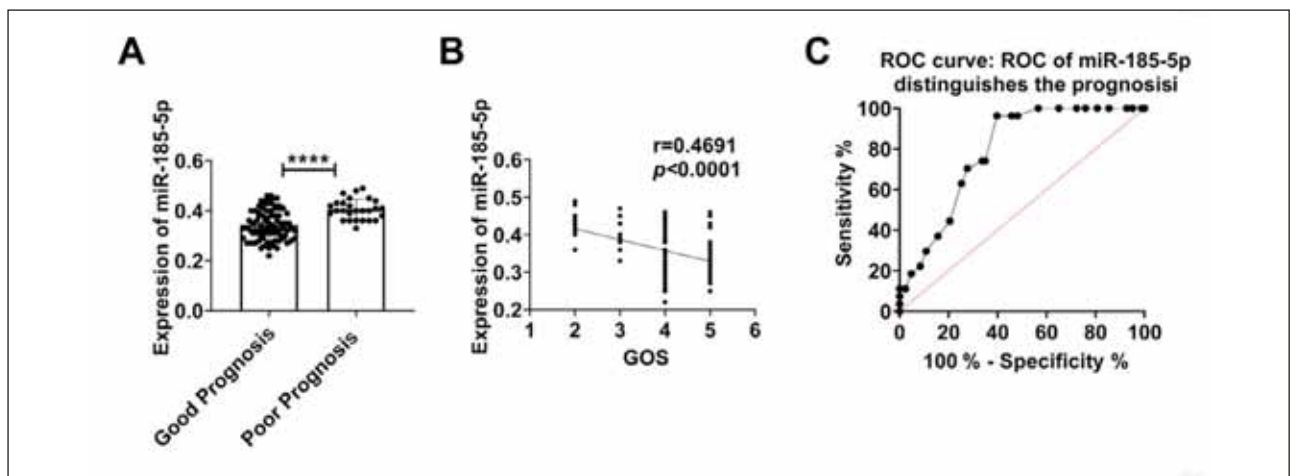 A
Expression of miR-185-5p
0.6
0.4
0.2
0.0
****
Good Prognosis
Poor Prognosis
B
Expression of miR-185-5p
0.6
0.5
0.4
0.3
0.2
r=0.4691
p<0.0001
1 2 3 4 5 6
GOS
C
ROC curve: ROC of miR-185-5p
distinguishes the prognosisi
Sensitivity %
100
80
60
40
20
0
0 20 40 60 80 100
100 % - Specificity %